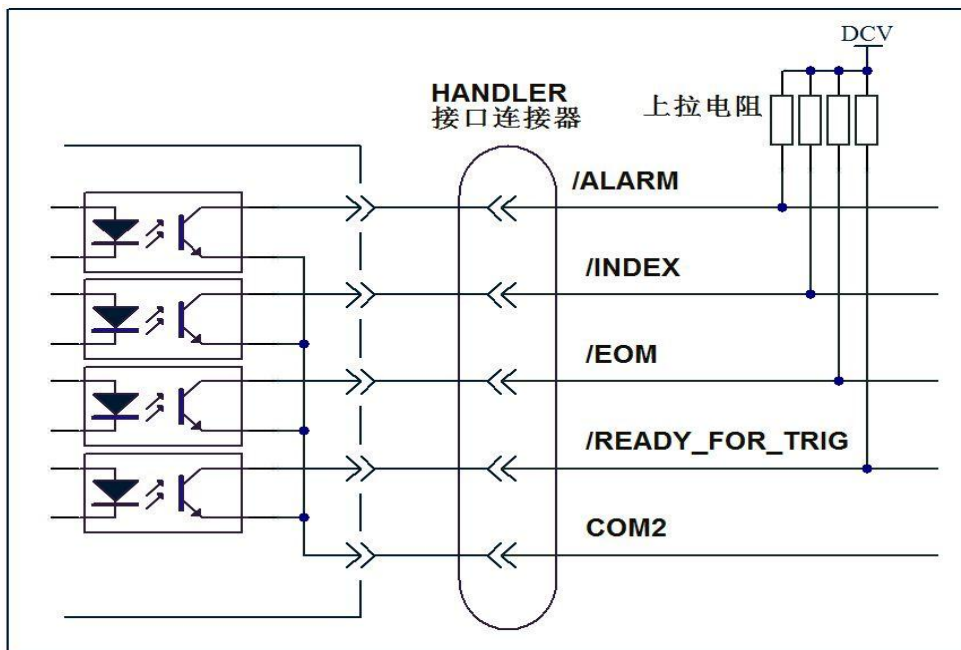 DCV
HANDLER
接口连接器
上拉电阻
/ALARM
/INDEX
/EOM
/READY_FOR_TRIG
COM2